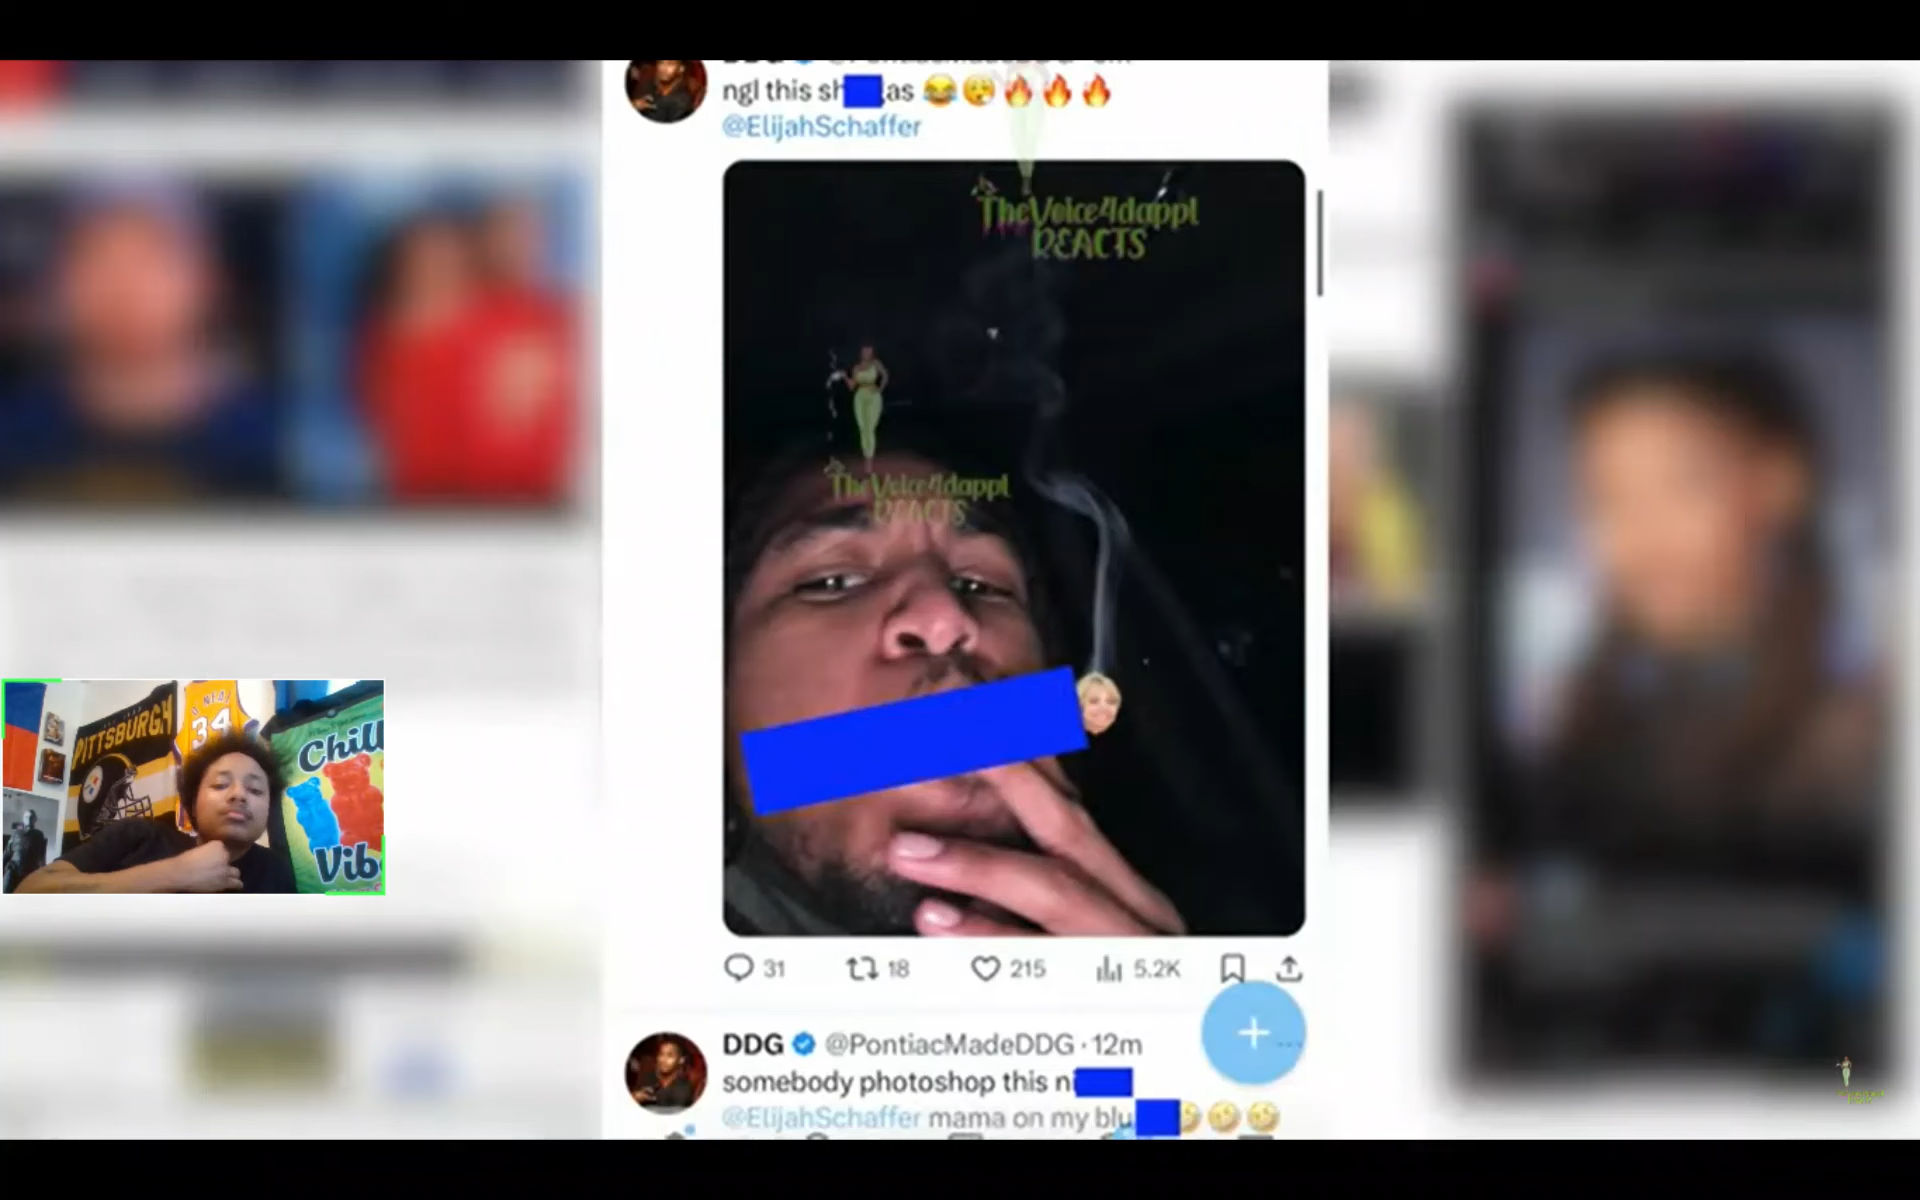 ngl this sh as 😂😮‍💨🔥🔥🔥
@ElijahSchaffer
TheVoice4dappl
REACTS
TheVoice4dappl
REACTS
31 18 215 5.2K
DDG @PontiacMadeDDG · 12m
somebody photoshop this ni
@ElijahSchaffer mama on my blu
PITTSBURGH
34
Chill
Vib